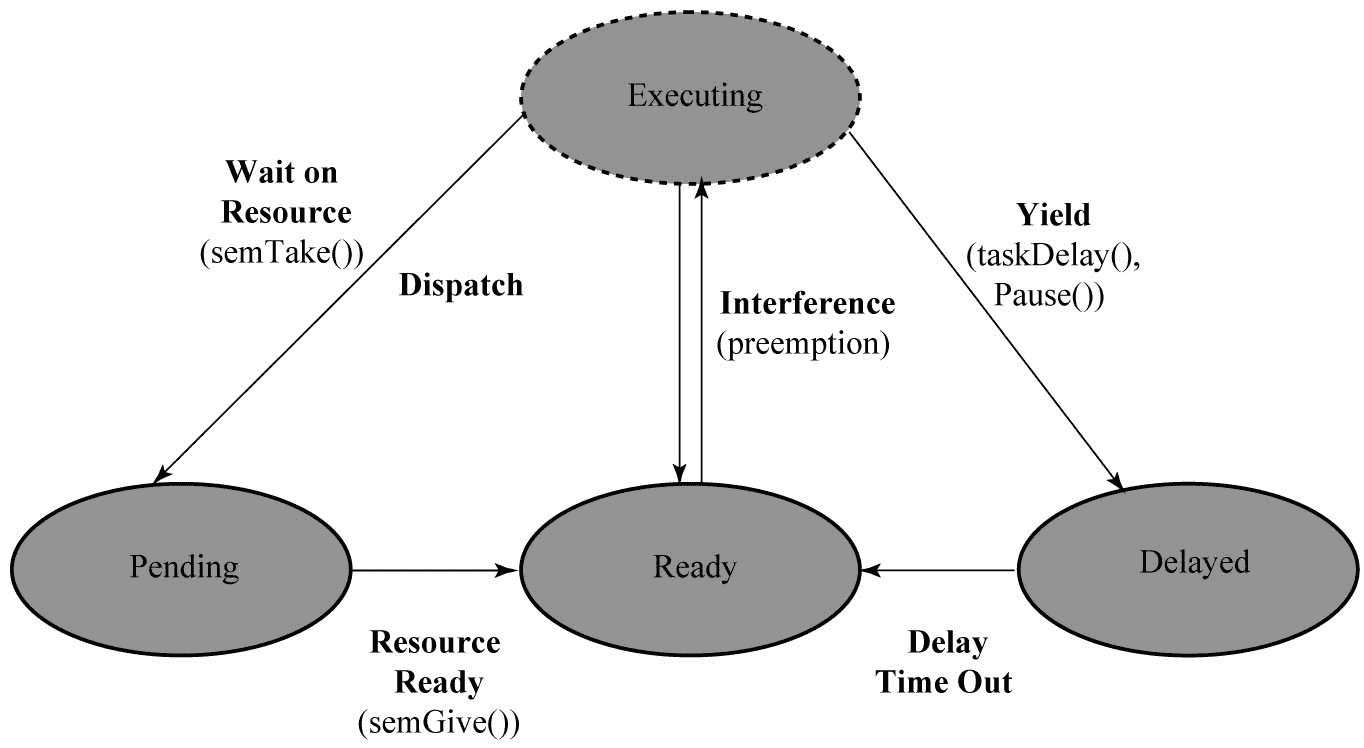 Executing
Wait on
Resource
(semTake())
Dispatch
Interference
(preemption)
Yield
(taskDelay(),
Pause())
Pending
Ready
Delayed
Resource
Ready
(semGive())
Delay
Time Out